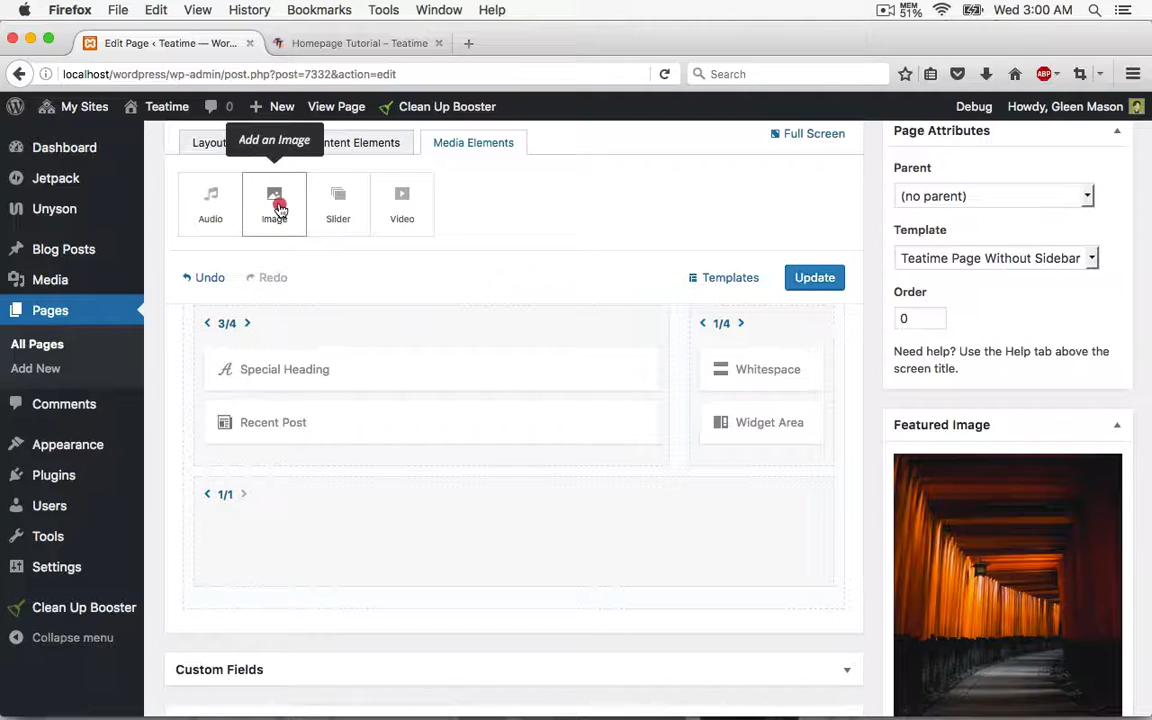 Firefox File Edit View History Bookmarks Tools Window Help MEM 51% Wed 3:00 AM
Edit Page ‹ Teatime — Wor... Homepage Tutorial – Teatime
localhost/wordpress/wp-admin/post.php?post=7332&action=edit Search ABP
My Sites Teatime 0 New View Page Clean Up Booster Debug Howdy, Gleen Mason
Dashboard
Jetpack
Unyson
Blog Posts
Media
Pages
All Pages
Add New
Comments
Appearance
Plugins
Users
Tools
Settings
Clean Up Booster
Collapse menu
Add an Image
Media Elements Full Screen
Audio Image Slider Video
Undo Redo Templates Update
3/4 1/4
Special Heading Whitespace
Recent Post Widget Area
1/1
Custom Fields
Page Attributes
Parent
(no parent)
Template
Teatime Page Without Sidebar
Order
0
Need help? Use the Help tab above the
screen title.
Featured Image